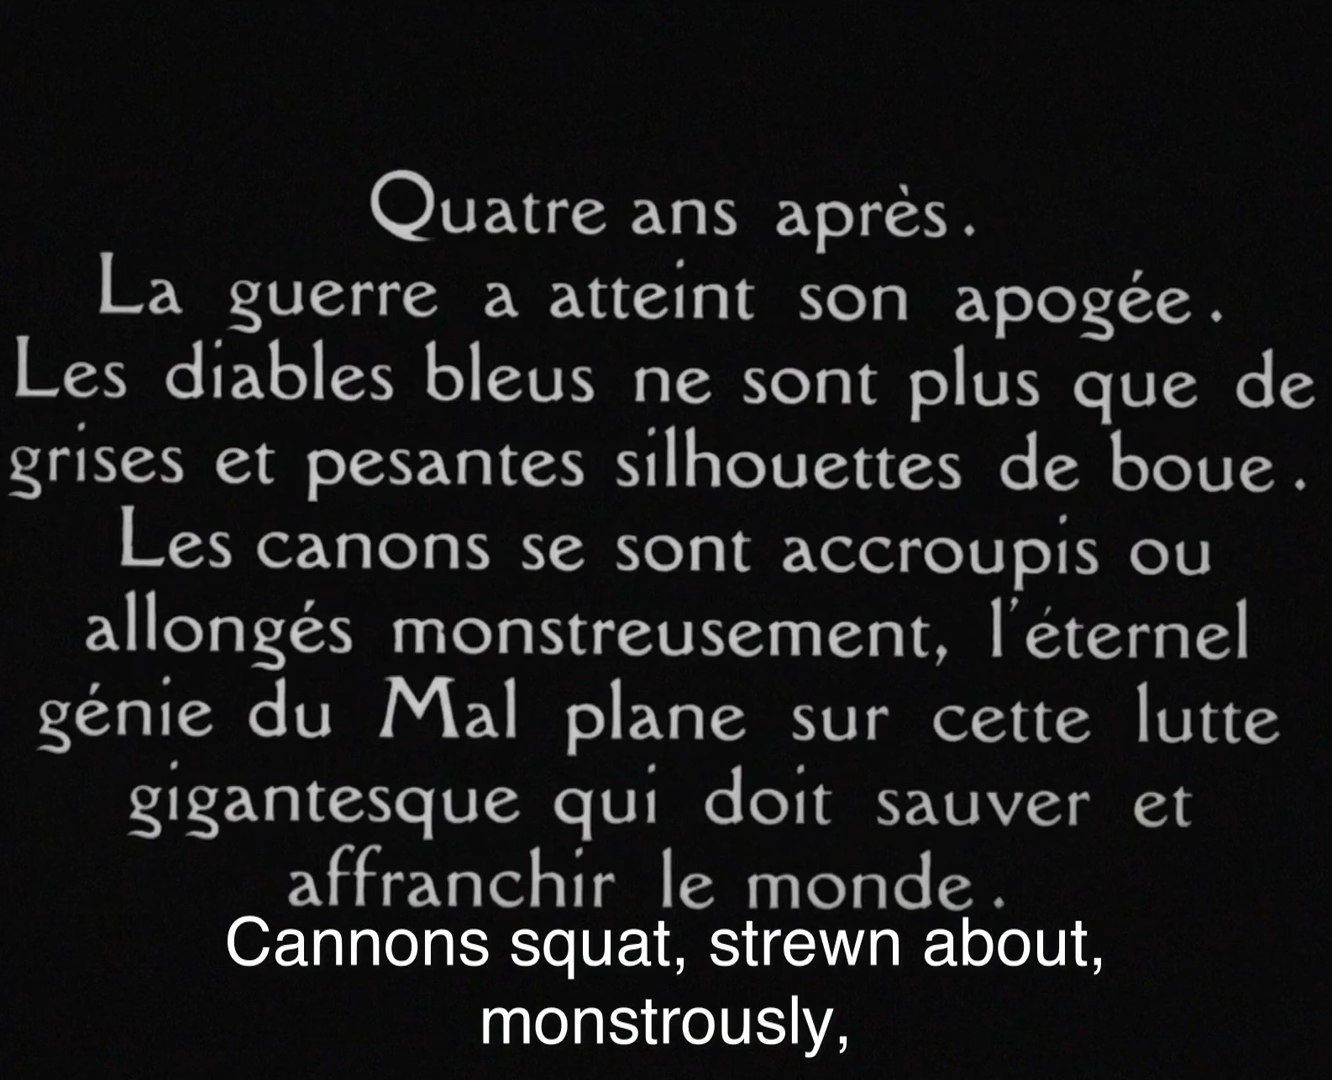 Quatre ans après.
La guerre a atteint son apogée.
Les diables bleus ne sont plus que de
grises et pesantes silhouettes de boue.
Les canons se sont accroupis ou
allongés monstreusement, l'éternel
génie du Mal plane sur cette lutte
gigantesque qui doit sauver et
affranchir le monde.
Cannons squat, strewn about,
monstrously,